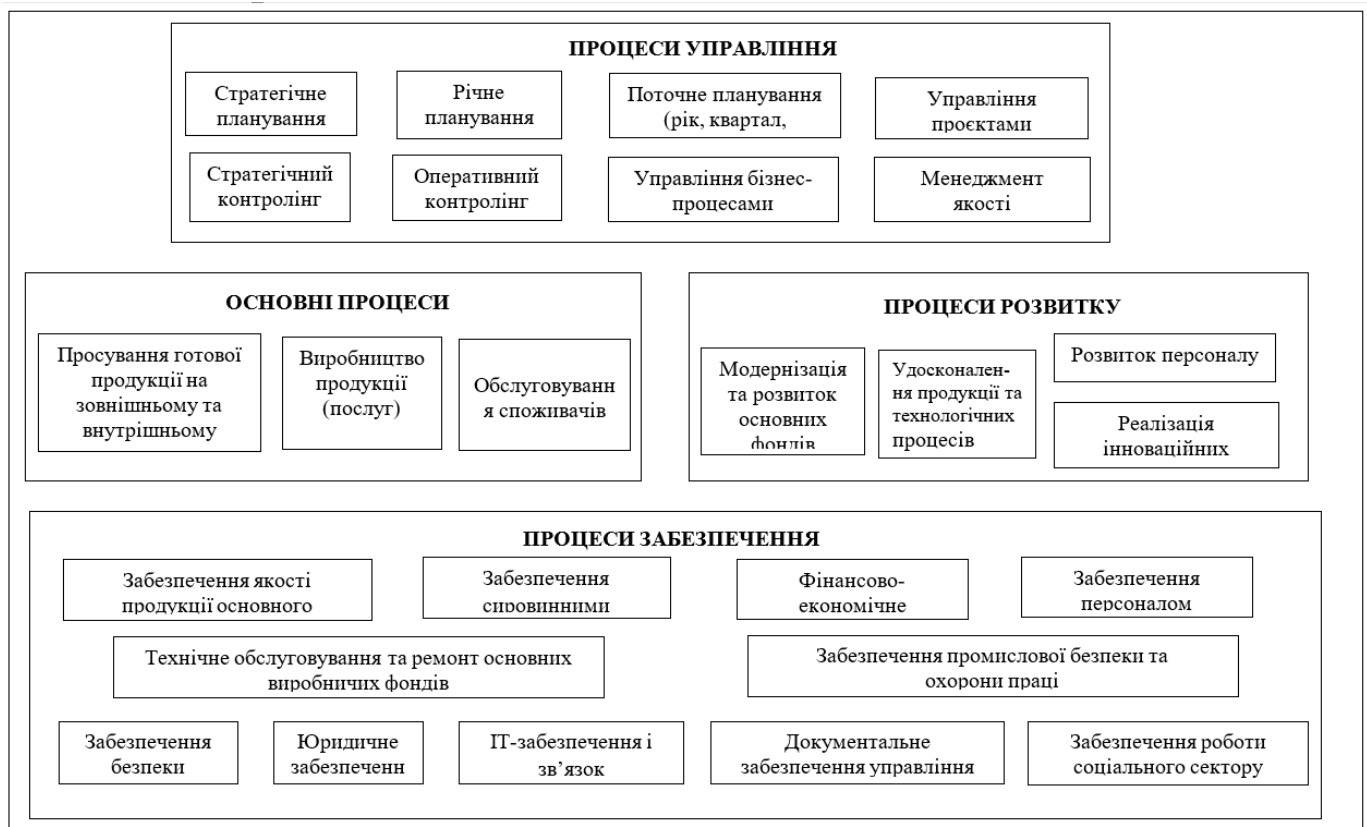 ПРОЦЕСИ УПРАВЛІННЯ
Стратегічне
планування
Річне
планування
Поточне планування
(рік, квартал,
Управління
проєктами
Стратегічний
контролінг
Оперативний
контролінг
Управління бізнес-
процесами
Менеджмент
якості
ОСНОВНІ ПРОЦЕСИ
Просування готової
продукції на
зовнішньому та
внутрішньому
Виробництво
продукції
(послуг)
Обслуговуванн
я споживачів
ПРОЦЕСИ РОЗВИТКУ
Модернізація
та розвиток
основних
фондів
Удосконален-
ня продукції та
технологічних
процесів
Розвиток персоналу
Реалізація
інноваційних
ПРОЦЕСИ ЗАБЕЗПЕЧЕННЯ
Забезпечення якості
продукції основного
Забезпечення
сировинними
Фінансово-
економічне
Забезпечення
персоналом
Технічне обслуговування та ремонт основних
виробничих фондів
Забезпечення промислової безпеки та
охорони праці
Забезпечення
безпеки
Юридичне
забезпеченн
ІТ-забезпечення і
зв’язок
Документальне
забезпечення управління
Забезпечення роботи
соціального сектору